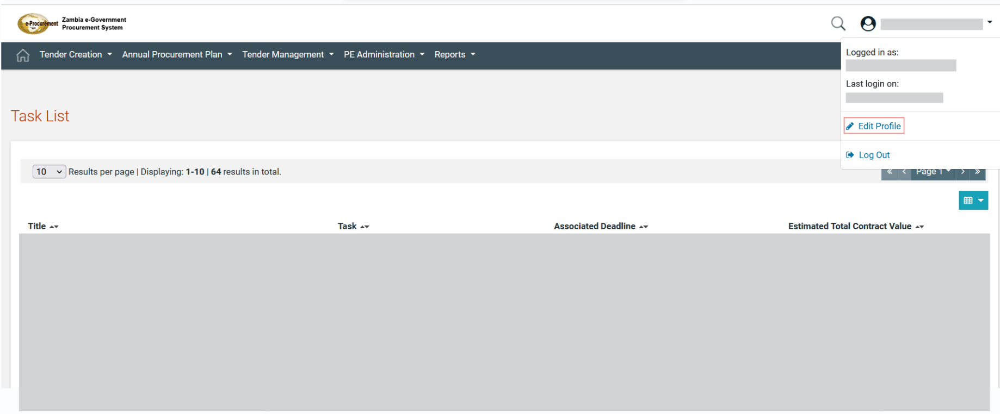 e-Procurement
Zambia e-Government
Procurement System
Tender Creation
Annual Procurement Plan
Tender Management
PE Administration
Reports
Logged in as:
Last login on:
Edit Profile
Log Out
Task List
10 Results per page | Displaying: 1-10 | 64 results in total.
« ‹ Page 1 › »
Title
Task
Associated Deadline
Estimated Total Contract Value